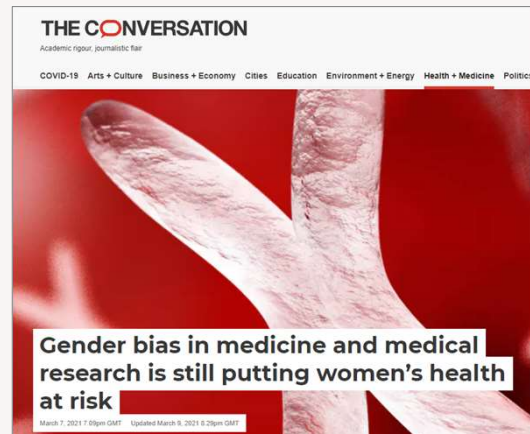 THE CONVERSATION
Academic rigour, journalistic flair
COVID-19 Arts + Culture Business + Economy Cities Education Environment + Energy Health + Medicine Politics
Gender bias in medicine and medical
research is still putting women's health
at risk
March 7, 2021 7.09pm GMT Updated March 9, 2021 8.29pm GMT